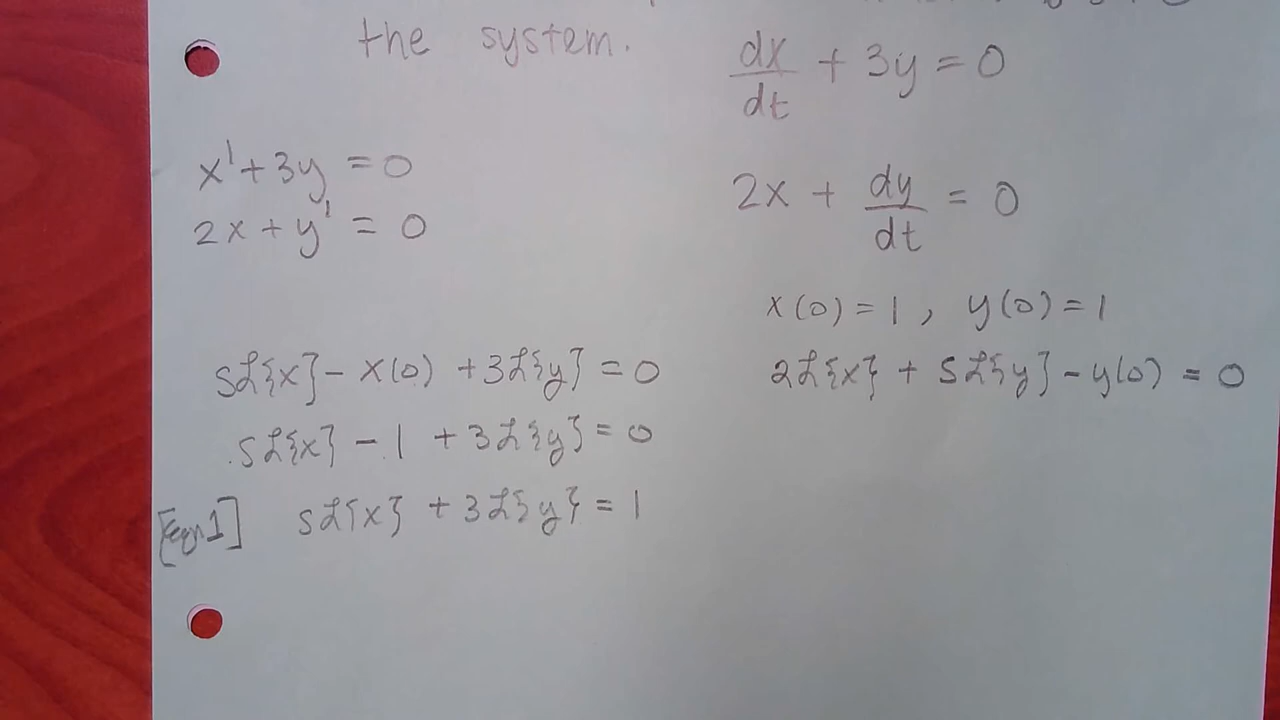 the system.
dx/dt + 3y = 0
x' + 3y = 0
2x + dy/dt = 0
2x + y' = 0
x(0) = 1, y(0) = 1
sℒ{x} - x(0) + 3ℒ{y} = 0
2ℒ{x} + sℒ{y} - y(0) = 0
sℒ{x} - 1 + 3ℒ{y} = 0
[Eqn 1] sℒ{x} + 3ℒ{y} = 1